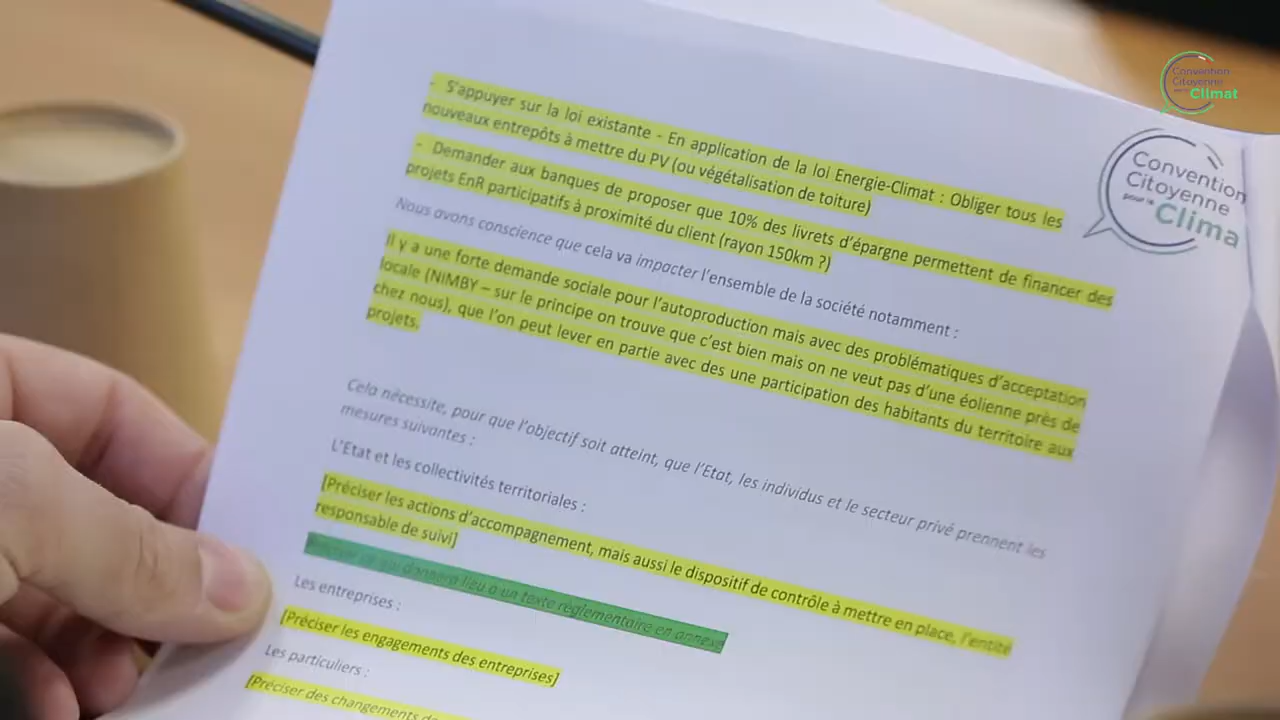 Convention
Citoyenne
Climat
Convention
Citoyenne
pour le
Clima
- S'appuyer sur la loi existante - En application de la loi Energie-Climat : Obliger tous les
nouveaux entrepôts à mettre du PV (ou végétalisation de toiture)
- Demander aux banques de proposer que 10% des livrets d'épargne permettent de financer des
projets EnR participatifs à proximité du client (rayon 150km ?)
Nous avons conscience que cela va impacter l'ensemble de la société notamment :
Il y a une forte demande sociale pour l'autoproduction mais avec des problématiques d'acceptation
locale (NIMBY – sur le principe on trouve que c'est bien mais on ne veut pas d'une éolienne près de
chez nous), que l'on peut lever en partie avec des une participation des habitants du territoire aux
projets.
Cela nécessite, pour que l'objectif soit atteint, que l'Etat, les individus et le secteur privé prennent les
mesures suivantes :
L'Etat et les collectivités territoriales :
[Préciser les actions d'accompagnement, mais aussi le dispositif de contrôle à mettre en place, l'entité
responsable de suivi]
ce qui donnera lieu à un texte réglementaire en annexe
Les entreprises :
[Préciser les engagements des entreprises]
Les particuliers :
[Préciser des changements